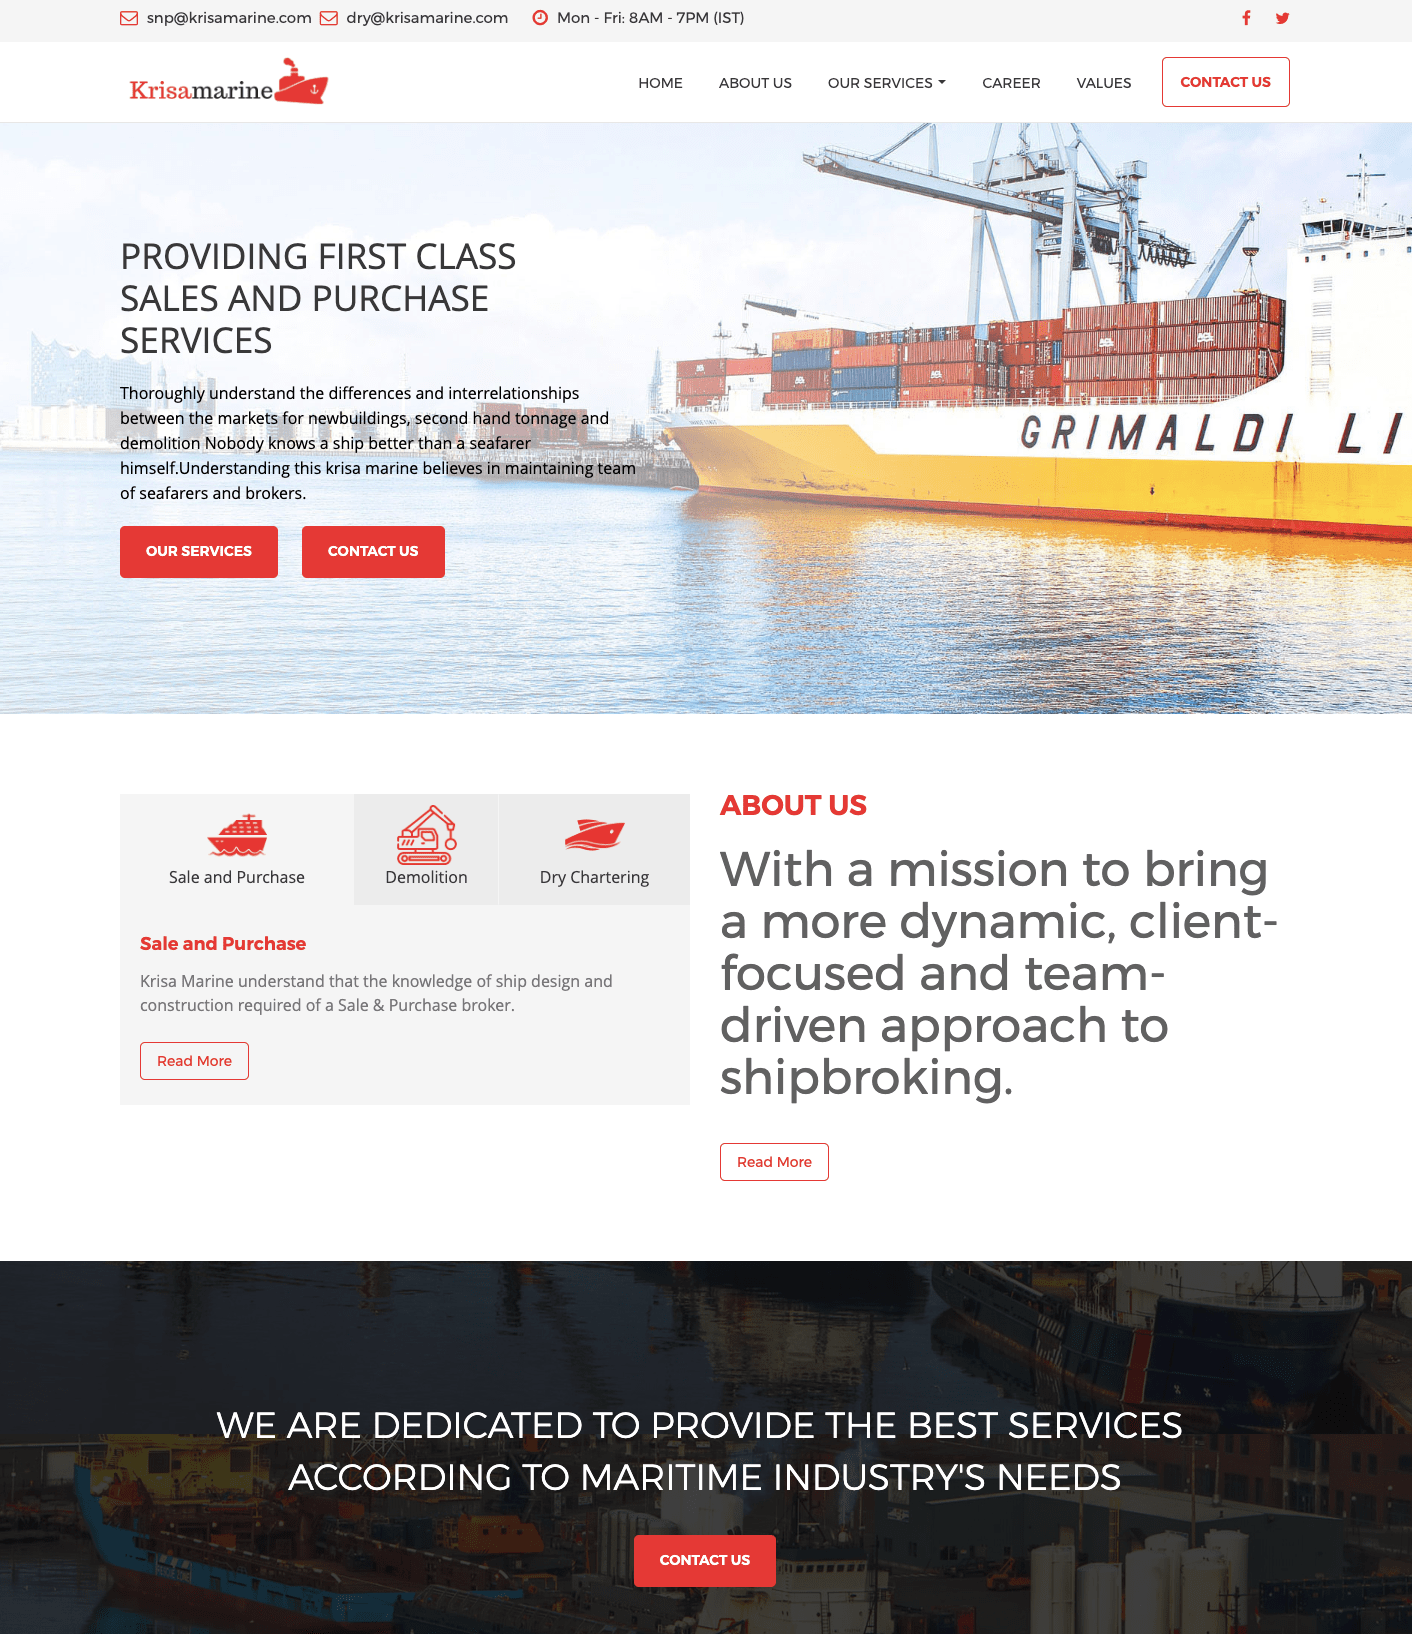 snp@krisamarine.com dry@krisamarine.com Mon - Fri: 8AM - 7PM (IST)
Krisamarine
HOME ABOUT US OUR SERVICES CAREER VALUES CONTACT US
PROVIDING FIRST CLASS
SALES AND PURCHASE
SERVICES
Thoroughly understand the differences and interrelationships
between the markets for newbuildings, second hand tonnage and
demolition Nobody knows a ship better than a seafarer
himself.Understanding this krisa marine believes in maintaining team
of seafarers and brokers.
OUR SERVICES CONTACT US
GRIMALDI LI
Sale and Purchase Demolition Dry Chartering
Sale and Purchase
Krisa Marine understand that the knowledge of ship design and
construction required of a Sale & Purchase broker.
Read More
ABOUT US
With a mission to bring
a more dynamic, client-
focused and team-
driven approach to
shipbroking.
Read More
WE ARE DEDICATED TO PROVIDE THE BEST SERVICES
ACCORDING TO MARITIME INDUSTRY'S NEEDS
CONTACT US